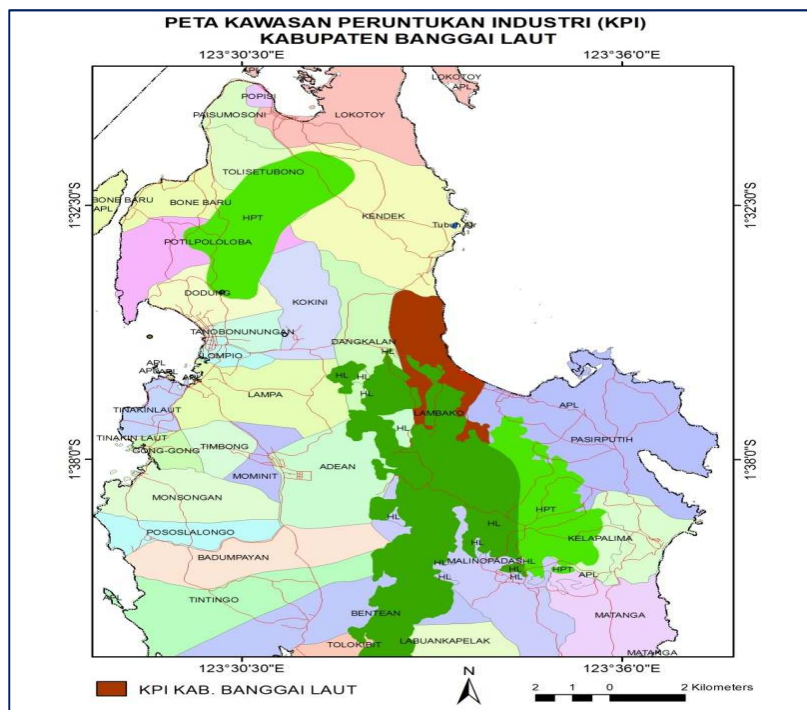 PETA KAWASAN PERUNTUKAN INDUSTRI (KPI)
KABUPATEN BANGGAI LAUT
123°30'30"E
123°36'0"E
APL
LOKOTOY
APL
POPISI
PAISUMOSONI
LOKOTOY
TOLISETUBONO
1°32'30"S
1°32'30"S
BONE BARU
APL
BONE BARU
HPT
KENDEK
POTILPOLOLOBA
DODUNG
KOKINI
TANOBONUNUNGAN
DANGKALAN
LOMPIO
HL
APL
HL
HL
HL
LAMPA
APL
TINAKINLAUT
LAMBAKO
HL
PASIRPUTIH
TINAKIN LAUT
GONG-GONG
TIMBONG
MOMINIT
ADEAN
1°38'0"S
1°38'0"S
MONSONGAN
HPT
HL
HL
POSOSLALONGO
KELAPALIMA
HL
BADUMPAYAN
HL
MALINOPADAS
HL
HL
HL
HL
HPT
APL
TINTINGO
BENTEAN
MATANGA
APL
TOLOKIBIT
LABUANKAPELAK
MATANGA
123°30'30"E
123°36'0"E
KPI KAB. BANGGAI LAUT
N
2 1 0 2 Kilometers